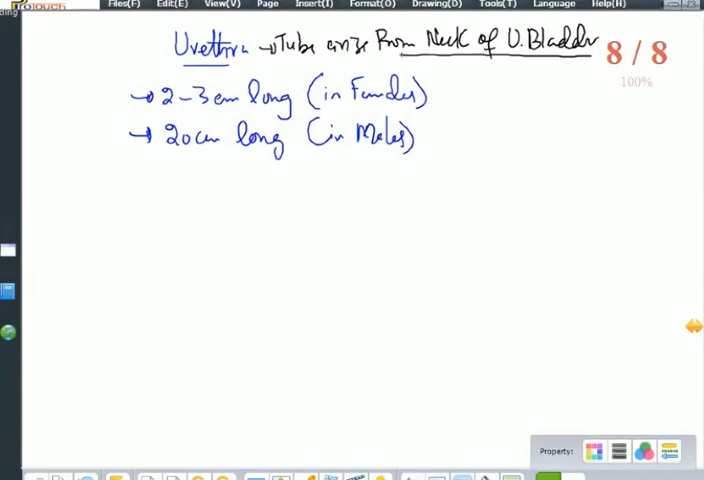 Files(F) Edit(E) View(V) Page Insert(I) Format(O) Drawing(D) Tools(T) Language Help(H)
Urethra → Tube arise From Neck of U.Bladder
8 / 8
100%
→ 2-3 cm long (in Females)
→ 20 cm long (in Males)
Property: